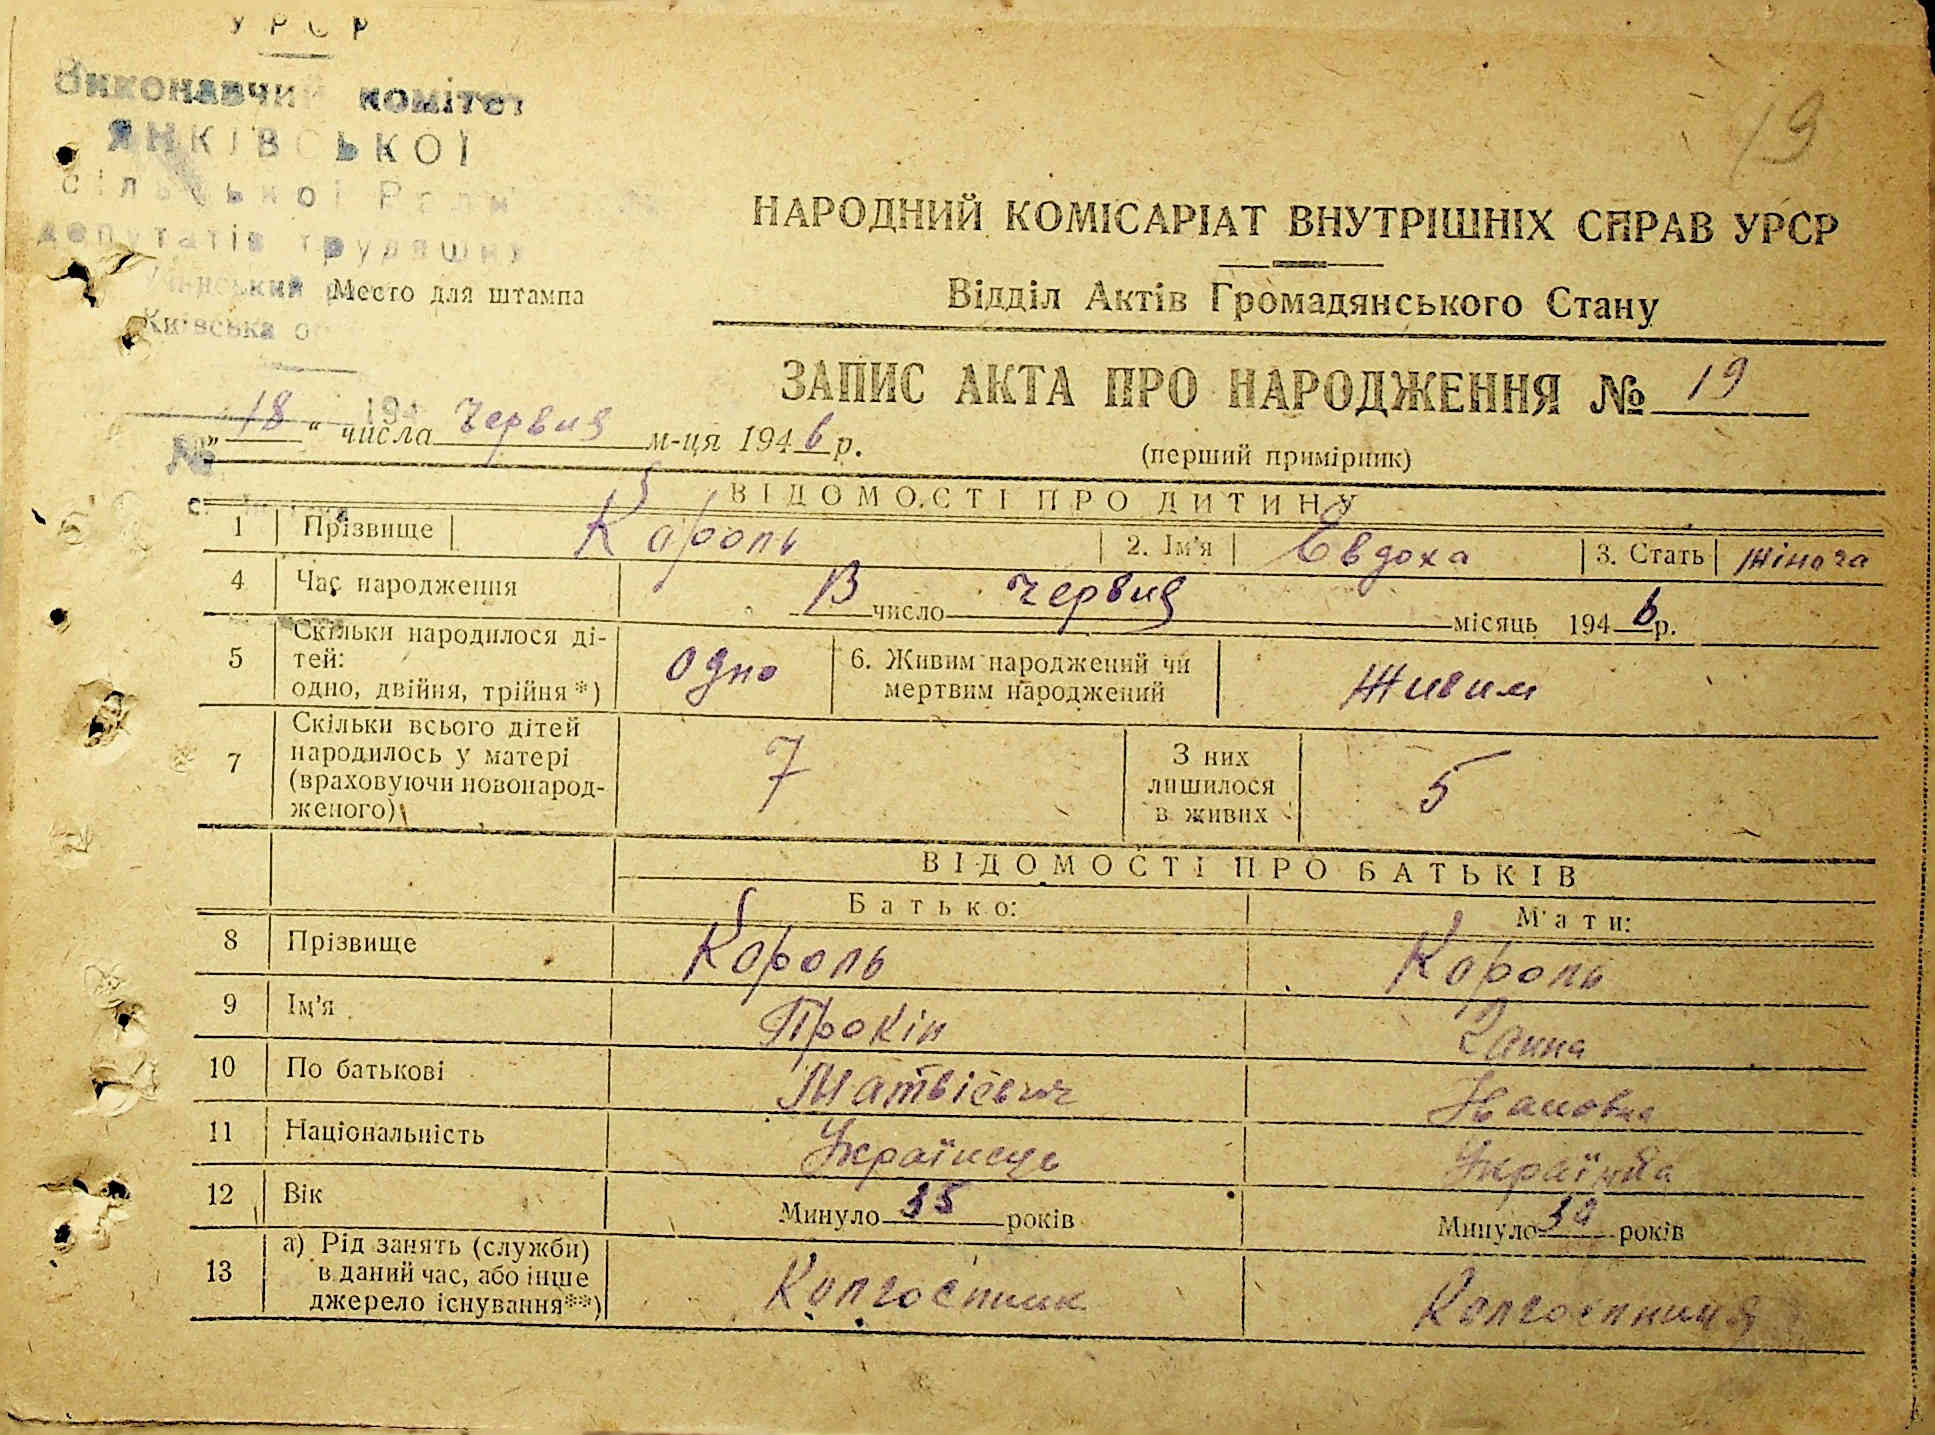 УРСР
Виконавчий комітет
ЯНКІВСЬКОЇ
сільської Ради
депутатів трудящих
Київська
Место для штампа
19
НАРОДНИЙ КОМІСАРІАТ ВНУТРІШНІХ СПРАВ УРСР
Відділ Актів Громадянського Стану
ЗАПИС АКТА ПРО НАРОДЖЕННЯ № 19
(перший примірник)
194
„18“ числа червня м-ця 1946 р.
№
ВІДОМОСТІ ПРО ДИТИНУ
1 Прізвище Король 2. Ім'я Євдоха 3. Стать жіноча
4 Час народження 13 число червня місяць 1946 р.
5 Скільки народилося дітей: одно, двійня, трійня*) одно 6. Живим народжений чи мертвим народжений Живим
7 Скільки всього дітей народилось у матері (враховуючи новонародженого) 7 З них лишилося в живих 5
ВІДОМОСТІ ПРО БАТЬКІВ
Батько: Мати:
8 Прізвище Король Король
9 Ім'я Прокіп Ганна
10 По батькові Матвієвич
11 Національність Українець Українка
12 Вік Минуло 35 років Минуло років
13 а) Рід занять (служби) в даний час, або інше джерело існування**) Колгоспник Колгоспниця